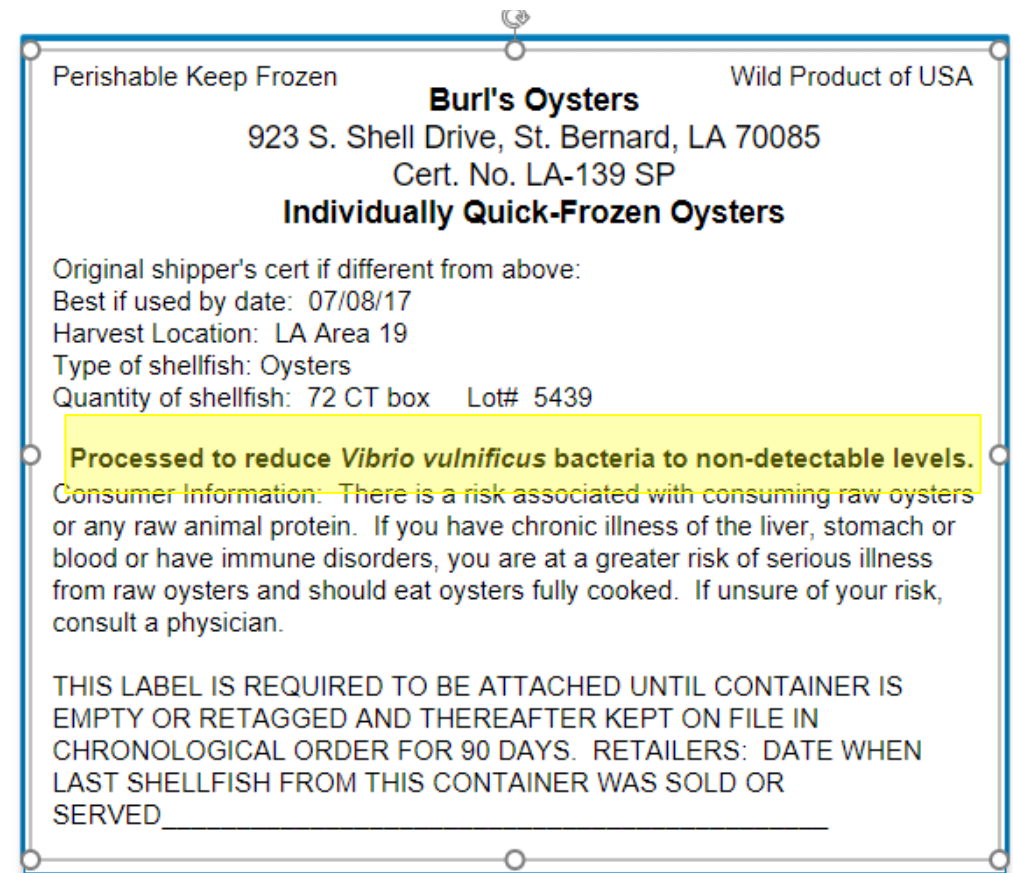 Perishable Keep Frozen Wild Product of USA
Burl's Oysters
923 S. Shell Drive, St. Bernard, LA 70085
Cert. No. LA-139 SP
Individually Quick-Frozen Oysters
Original shipper's cert if different from above:
Best if used by date: 07/08/17
Harvest Location: LA Area 19
Type of shellfish: Oysters
Quantity of shellfish: 72 CT box Lot# 5439
Processed to reduce Vibrio vulnificus bacteria to non-detectable levels.
Consumer Information: There is a risk associated with consuming raw oysters
or any raw animal protein. If you have chronic illness of the liver, stomach or
blood or have immune disorders, you are at a greater risk of serious illness
from raw oysters and should eat oysters fully cooked. If unsure of your risk,
consult a physician.
THIS LABEL IS REQUIRED TO BE ATTACHED UNTIL CONTAINER IS
EMPTY OR RETAGGED AND THEREAFTER KEPT ON FILE IN
CHRONOLOGICAL ORDER FOR 90 DAYS. RETAILERS: DATE WHEN
LAST SHELLFISH FROM THIS CONTAINER WAS SOLD OR
SERVED____________________________________________